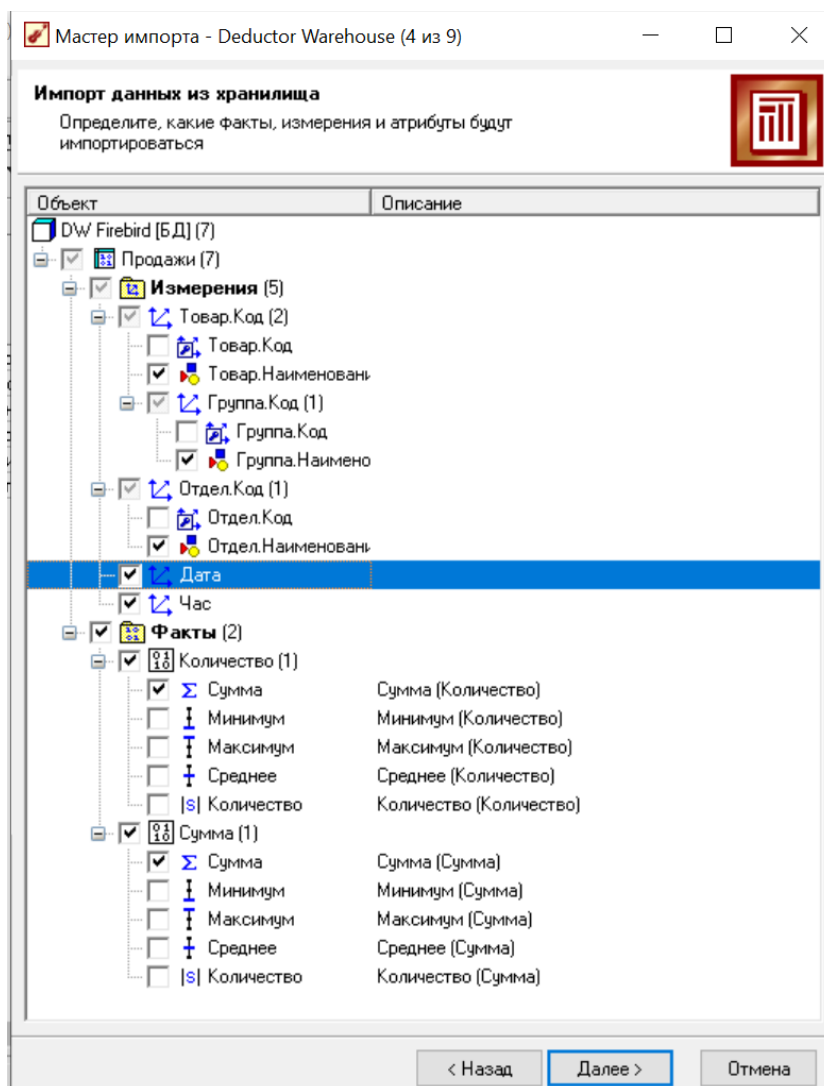 Мастер импорта - Deductor Warehouse (4 из 9)
Импорт данных из хранилища
Определите, какие факты, измерения и атрибуты будут
импортироваться
Объект Описание
DW Firebird [БД] (7)
Продажи (7)
Измерения (5)
Товар.Код (2)
Товар.Код
Товар.Наименовани
Группа.Код (1)
Группа.Код
Группа.Наимено
Отдел.Код (1)
Отдел.Код
Отдел.Наименовани
Дата
Час
Факты (2)
Количество (1)
Сумма Сумма (Количество)
Минимум Минимум (Количество)
Максимум Максимум (Количество)
Среднее Среднее (Количество)
|S| Количество Количество (Количество)
Сумма (1)
Сумма Сумма (Сумма)
Минимум Минимум (Сумма)
Максимум Максимум (Сумма)
Среднее Среднее (Сумма)
|S| Количество Количество (Сумма)
< Назад Далее > Отмена